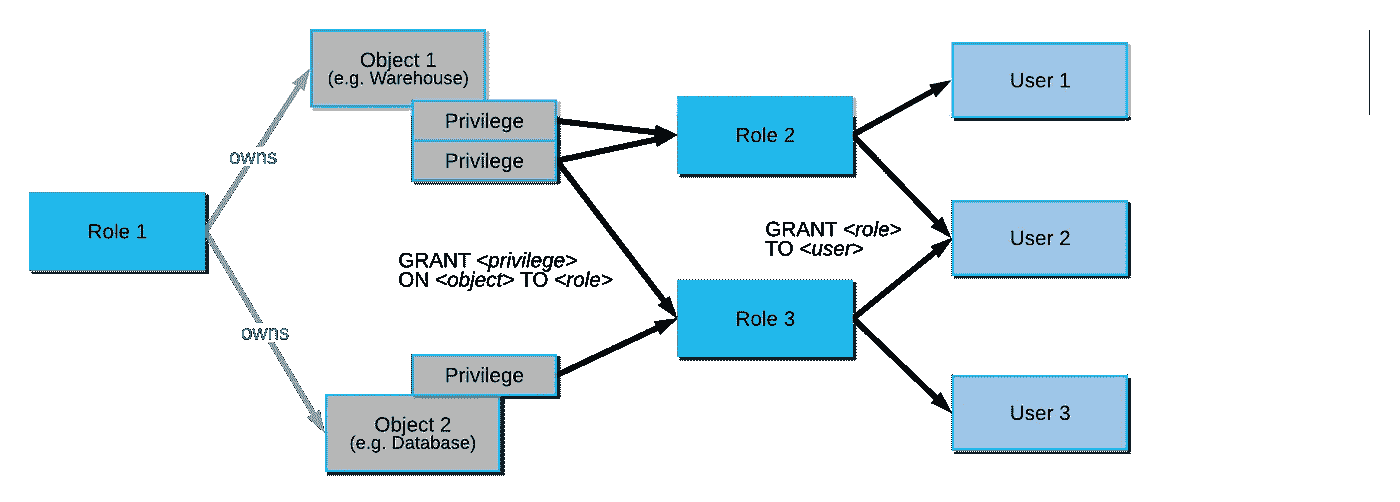 Object 1
(e.g. Warehouse)
Privilege
Privilege
owns
Role 1
owns
GRANT <privilege>
ON <object> TO <role>
Privilege
Object 2
(e.g. Database)
Role 2
GRANT <role>
TO <user>
Role 3
User 1
User 2
User 3